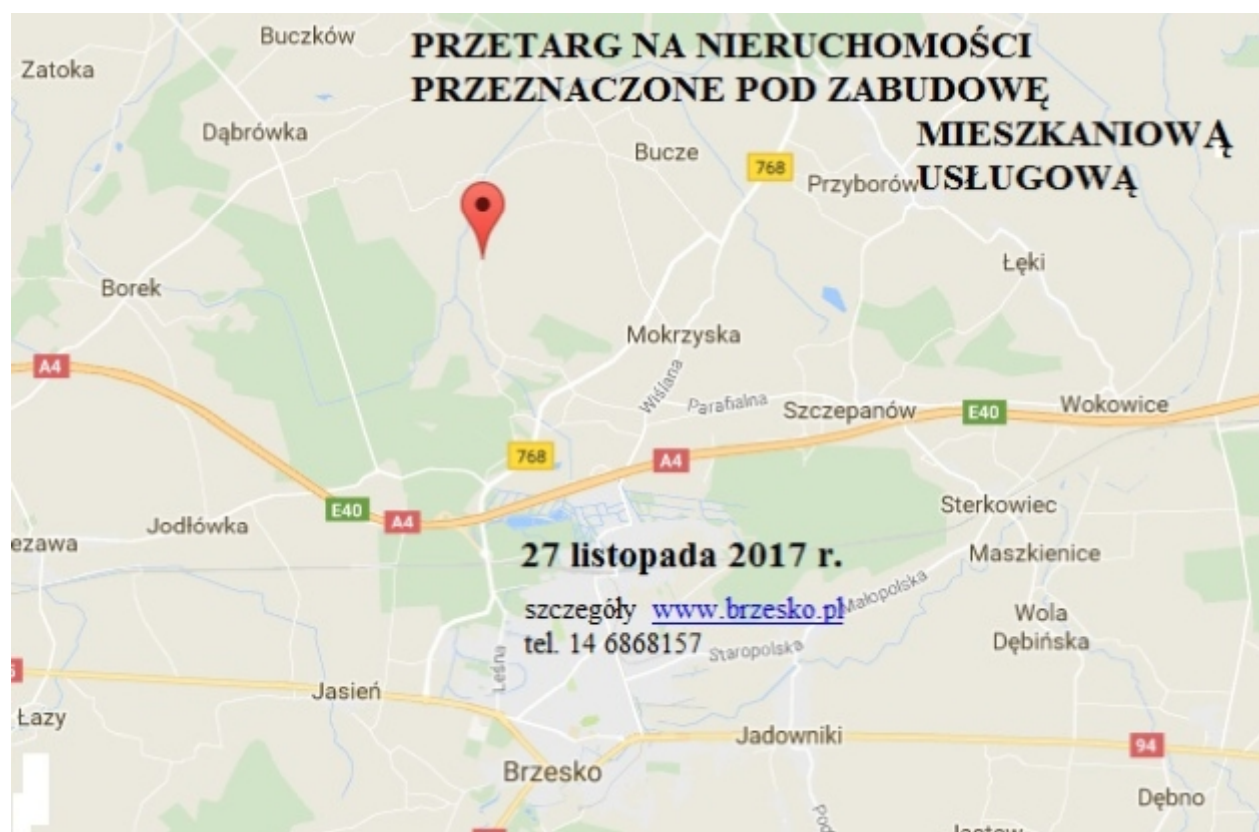 Buczków
PRZETARG NA NIERUCHOMOŚCI
Zatoka
PRZEZNACZONE POD ZABUDOWĘ
Dąbrówka
MIESZKANIOWĄ
Bucze
768
Przyborów
USŁUGOWĄ
Łęki
Borek
Mokrzyska
A4
Wiślana
Parafialna
Szczepanów
E40
Wokowice
768
A4
E40
A4
Sterkowiec
Jodłówka
ezawa
27 listopada 2017 r.
Maszkienice
szczegóły www.brzesko.pl
Małopolska
tel. 14 6868157
Staropolska
Wola
Dębińska
Leśna
Jasień
Łazy
Jadowniki
94
Brzesko
Dębno